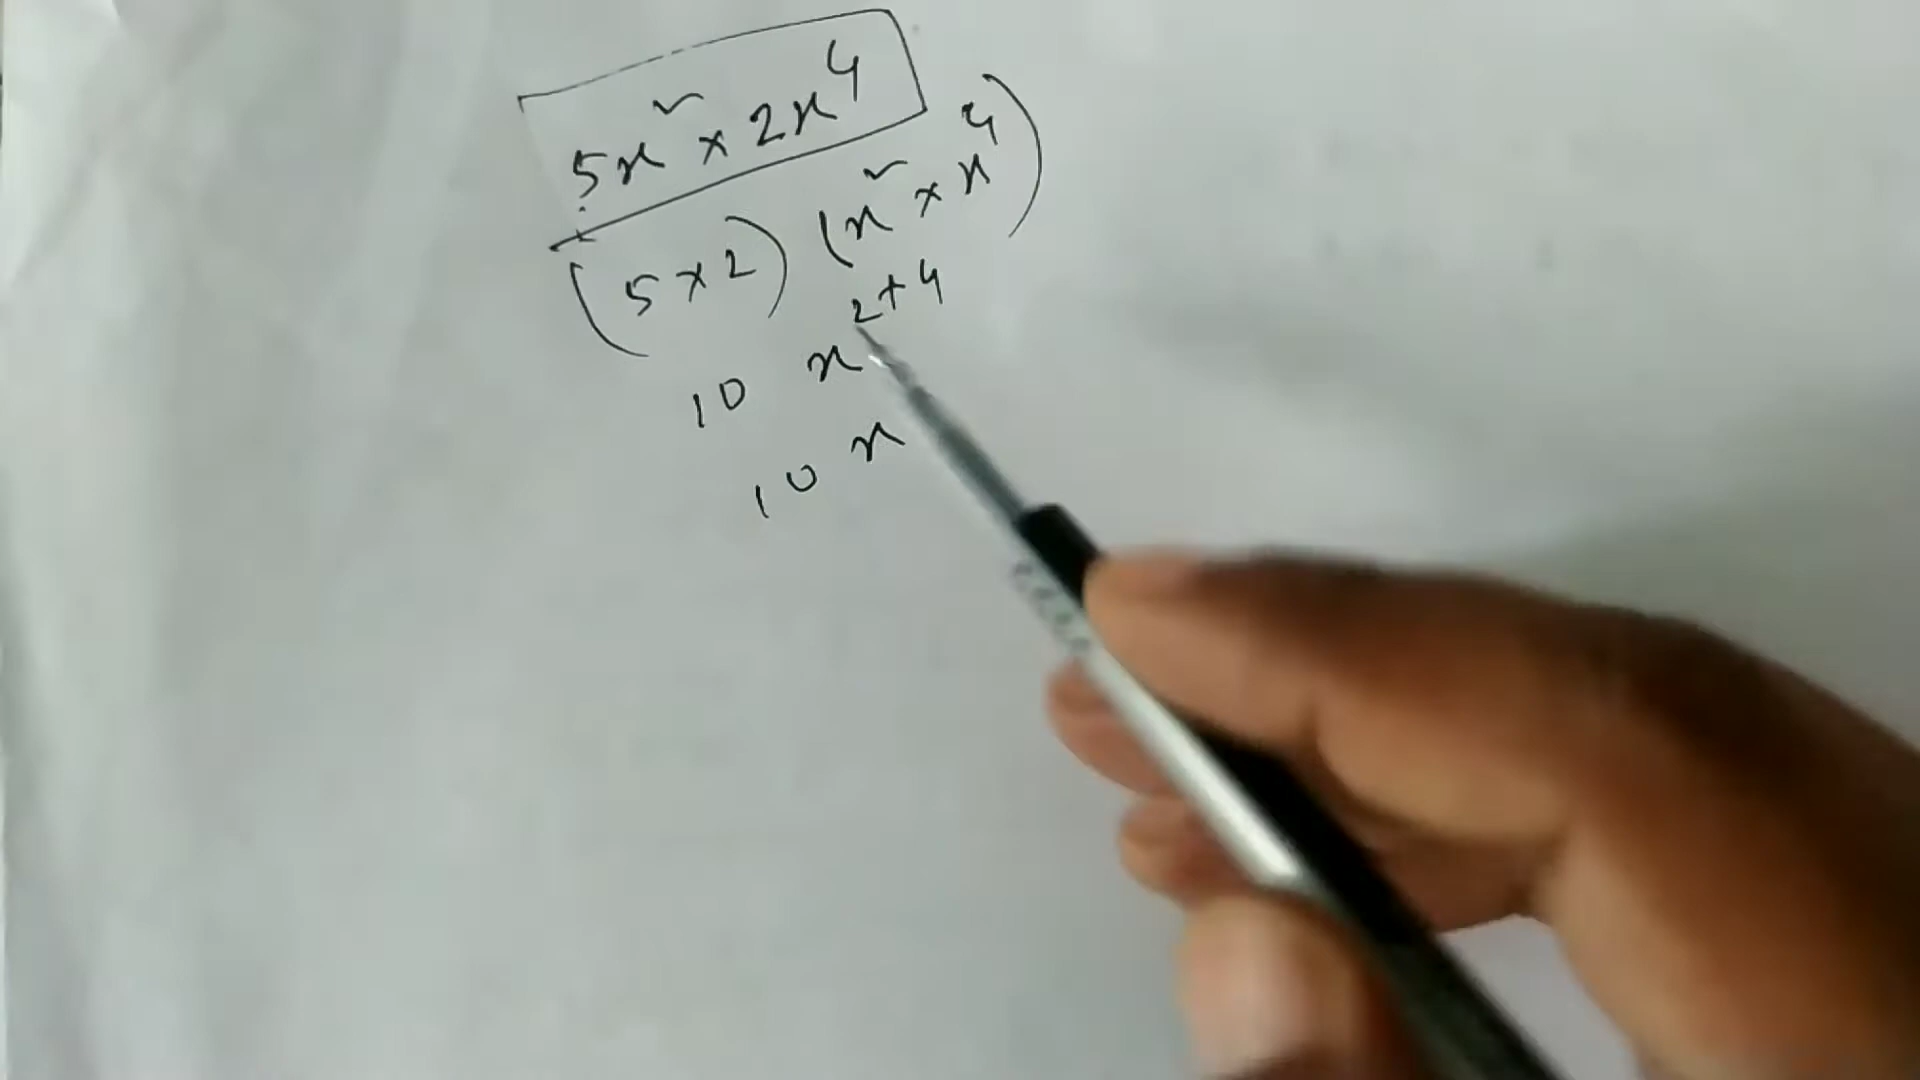 5x² × 2x⁴
(5 × 2) (x² × x⁴)
10 x²⁺⁴
10 x